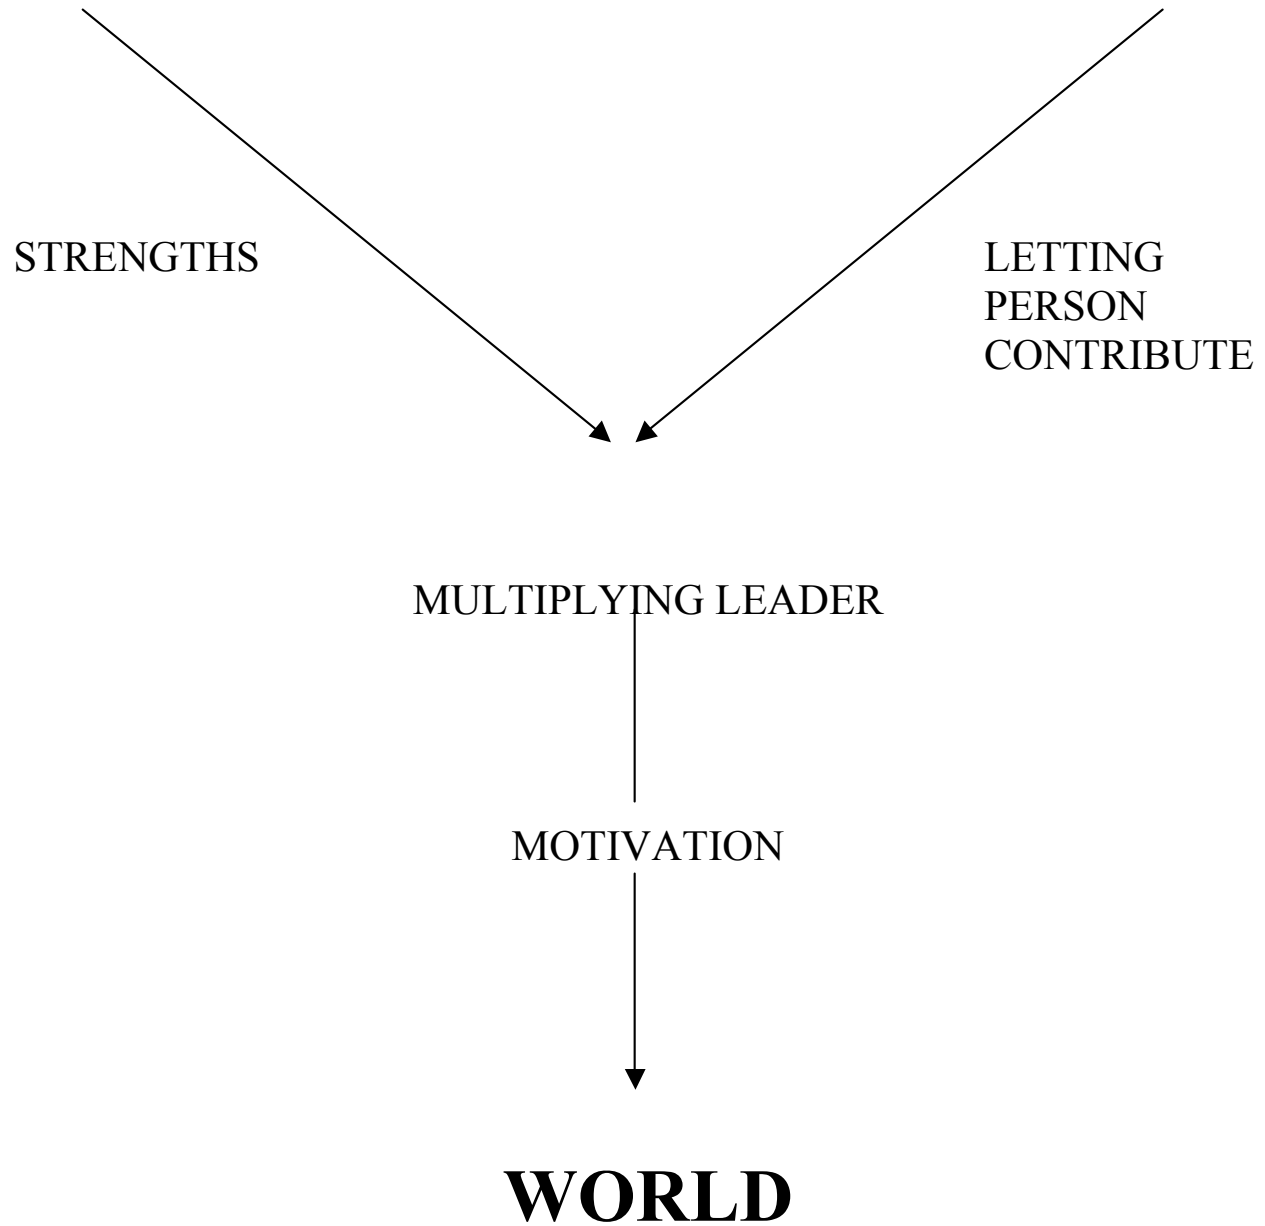 STRENGTHS
LETTING
PERSON
CONTRIBUTE
MULTIPLYING LEADER
MOTIVATION
WORLD